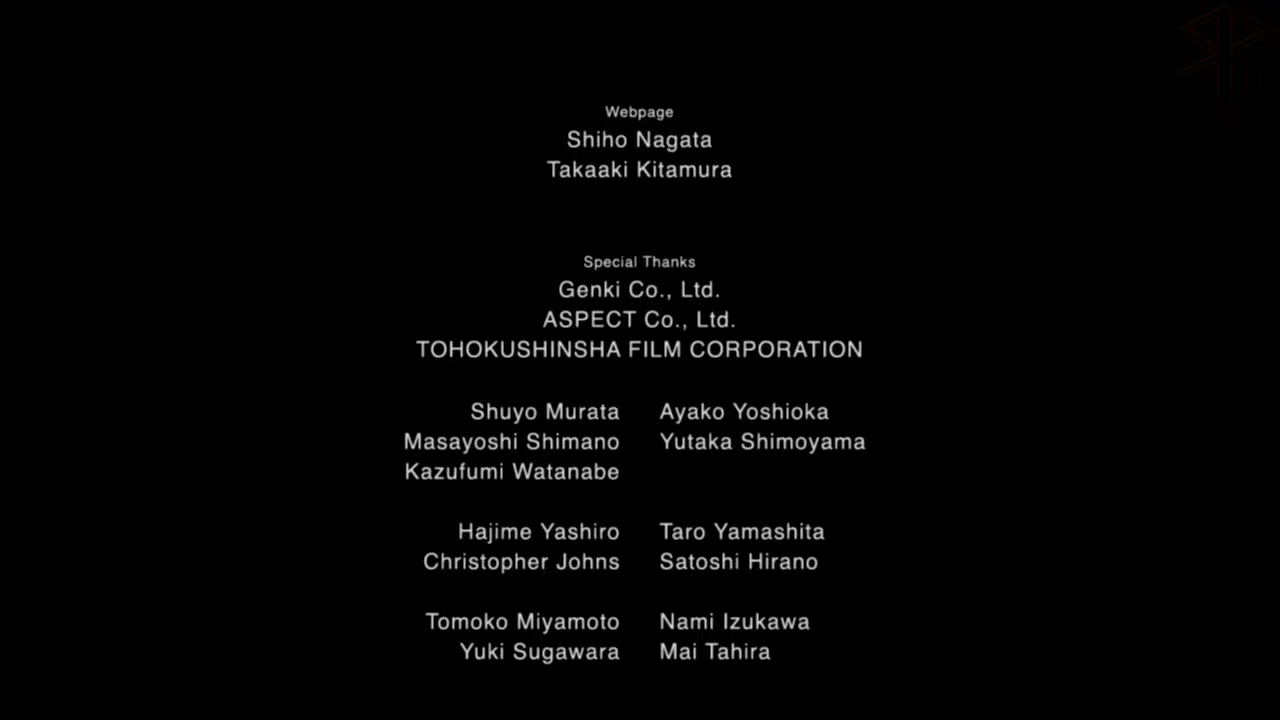 Webpage
Shiho Nagata
Takaaki Kitamura
Special Thanks
Genki Co., Ltd.
ASPECT Co., Ltd.
TOHOKUSHINSHA FILM CORPORATION
Shuyo Murata Ayako Yoshioka
Masayoshi Shimano Yutaka Shimoyama
Kazufumi Watanabe
Hajime Yashiro Taro Yamashita
Christopher Johns Satoshi Hirano
Tomoko Miyamoto Nami Izukawa
Yuki Sugawara Mai Tahira